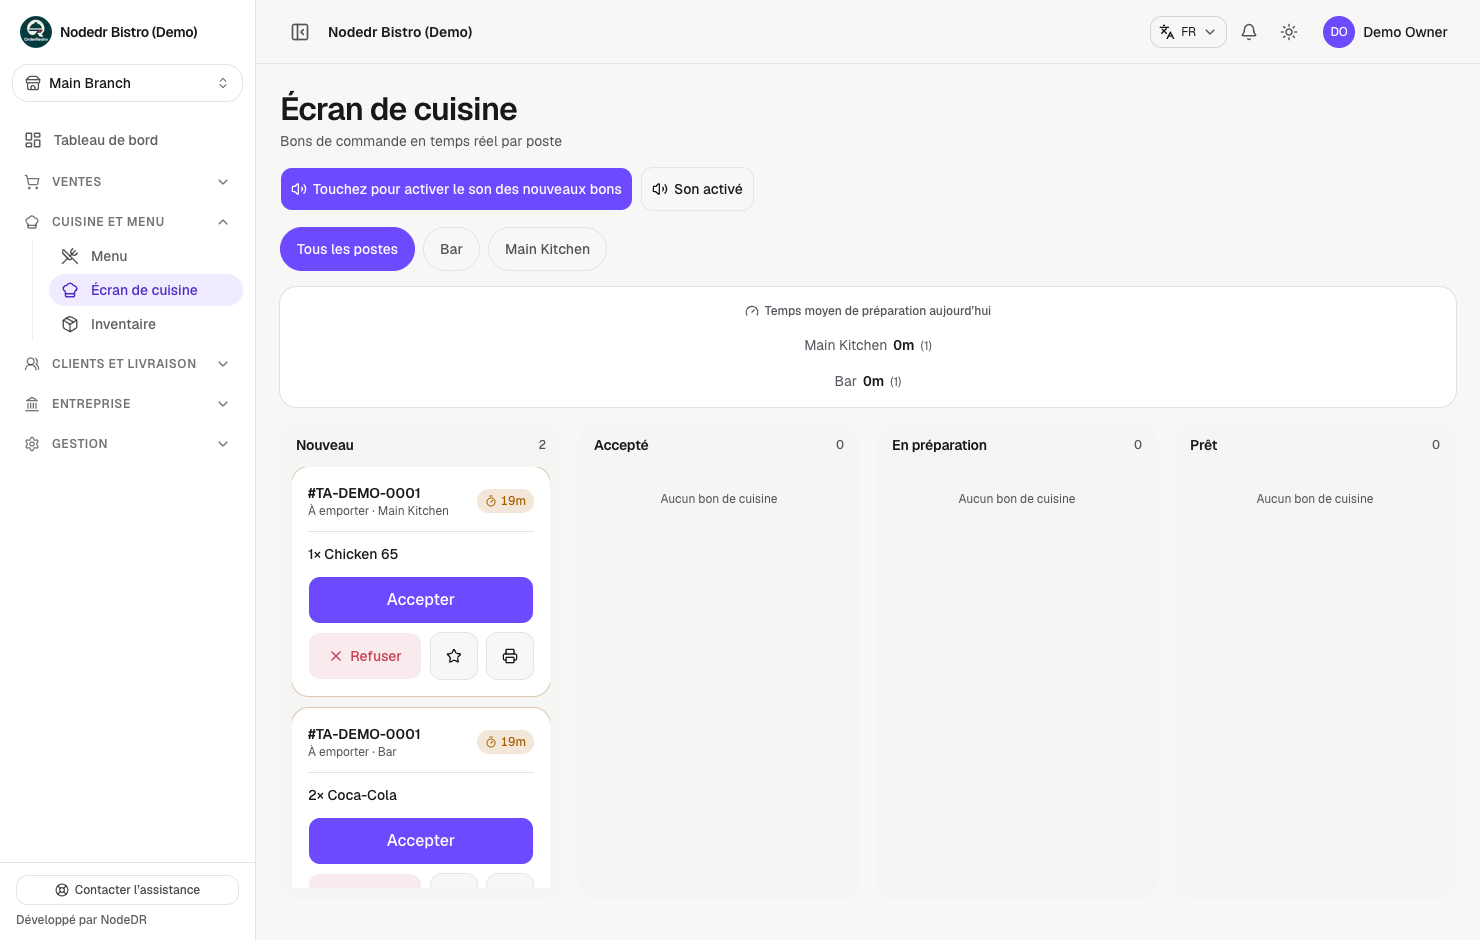 Nodedr Bistro (Demo)
Main Branch
Tableau de bord
VENTES
CUISINE ET MENU
Menu
Écran de cuisine
Inventaire
CLIENTS ET LIVRAISON
ENTREPRISE
GESTION
Contacter l'assistance
Développé par NodeDR
Nodedr Bistro (Demo)
FR
DO
Demo Owner
Écran de cuisine
Bons de commande en temps réel par poste
Touchez pour activer le son des nouveaux bons
Son activé
Tous les postes
Bar
Main Kitchen
Temps moyen de préparation aujourd'hui
Main Kitchen 0m (1)
Bar 0m (1)
Nouveau 2
#TA-DEMO-0001
19m
À emporter · Main Kitchen
1× Chicken 65
Accepter
Refuser
#TA-DEMO-0001
19m
À emporter · Bar
2× Coca-Cola
Accepter
Accepté 0
Aucun bon de cuisine
En préparation 0
Aucun bon de cuisine
Prêt 0
Aucun bon de cuisine